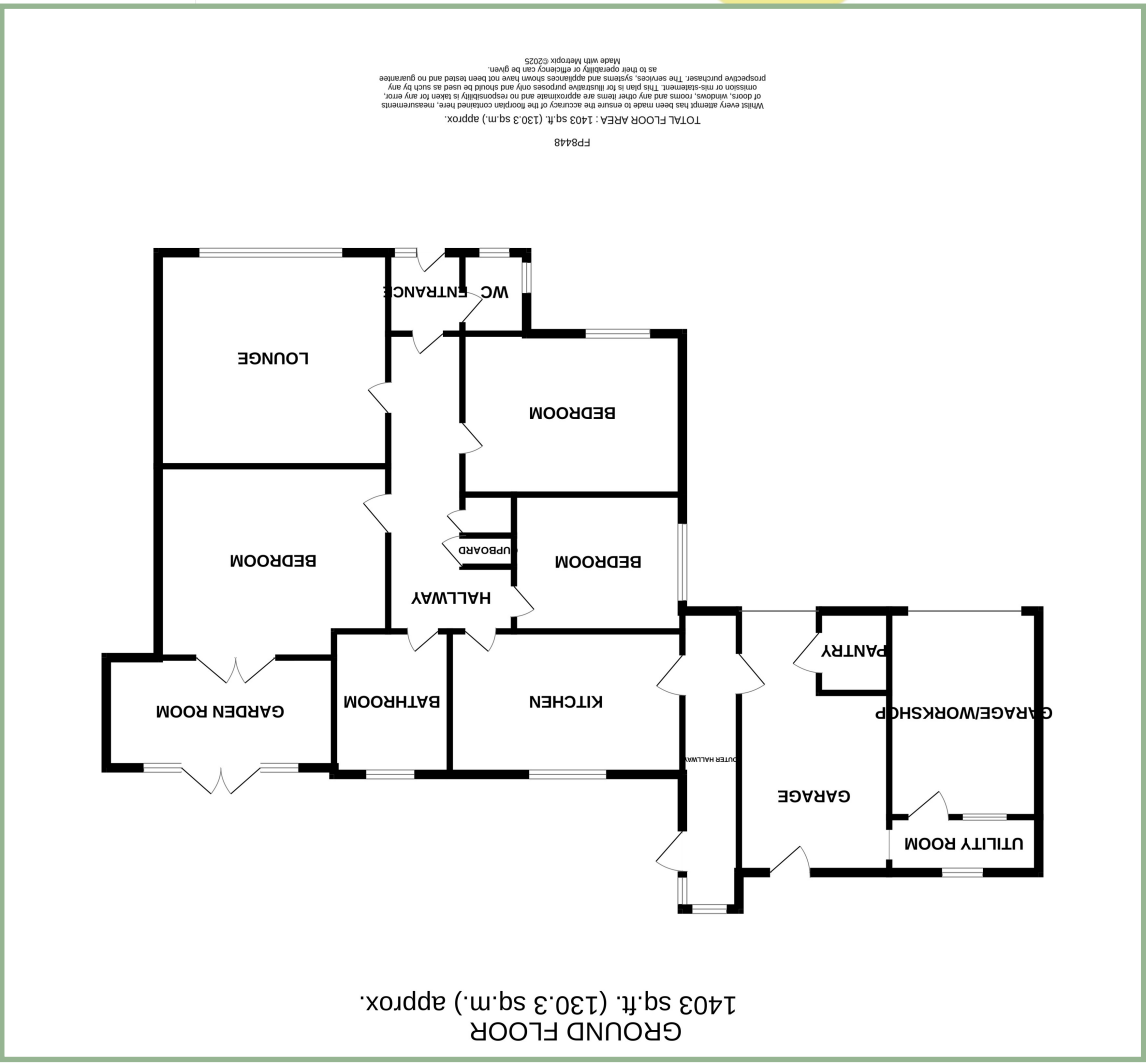 GROUND FLOOR
1403 sq.ft. (130.3 sq.m.) approx.
UTILITY ROOM
GARAGE
OUTER HALLWAY
GARAGE/WORKSHOP
KITCHEN
BATHROOM
GARDEN ROOM
PANTRY
HALLWAY
BEDROOM
CUPBOARD
BEDROOM
BEDROOM
LOUNGE
WC
ENTRANCE
FP8448
TOTAL FLOOR AREA : 1403 sq.ft. (130.3 sq.m.) approx.
Whilst every attempt has been made to ensure the accuracy of the floorplan contained here, measurements
of doors, windows, rooms and any other items are approximate and no responsibility is taken for any error,
omission or mis-statement. This plan is for illustrative purposes only and should be used as such by any
prospective purchaser. The services, systems and appliances shown have not been tested and no guarantee
as to their operability or efficiency can be given.
Made with Metropix ©2025